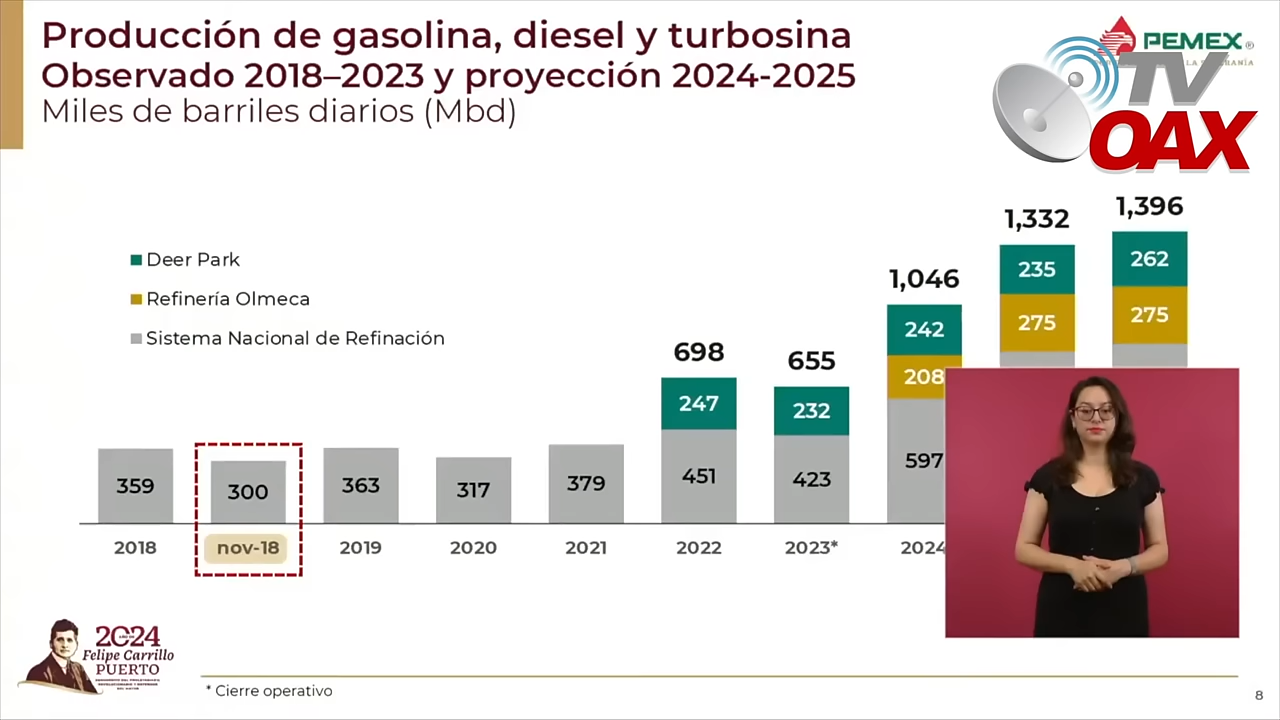 Producción de gasolina, diesel y turbosina
Observado 2018–2023 y proyección 2024-2025
Miles de barriles diarios (Mbd)
PEMEX®
TV
OAX
Deer Park
Refinería Olmeca
Sistema Nacional de Refinación
698
247
451
655
232
423
1,046
242
208
597
1,332
235
275
1,396
262
275
359
300
363
317
379
2018
nov-18
2019
2020
2021
2022
2023*
2024
2024
Felipe Carrillo
PUERTO
* Cierre operativo
8